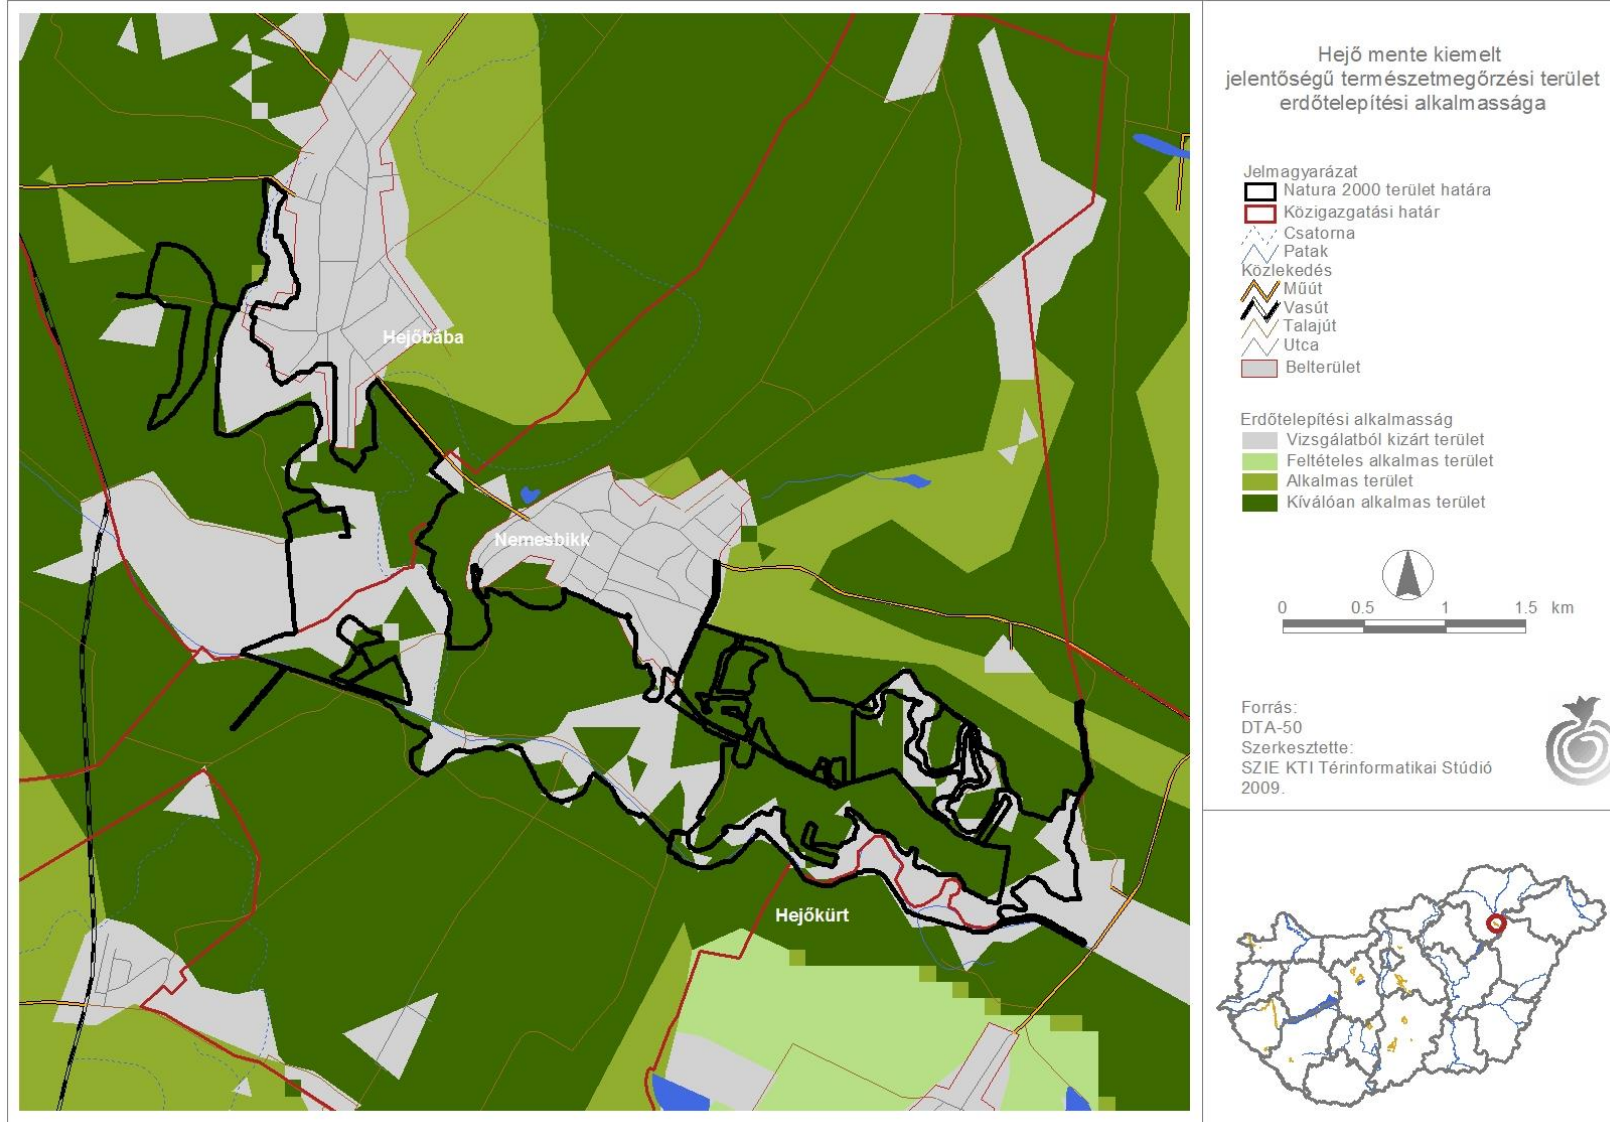 Hejő mente kiemelt
jelentőségű természetmegőrzési terület
erdőtelepítési alkalmassága
Jelmagyarázat
Natura 2000 terület határa
Közigazgatási határ
Csatorna
Patak
Közlekedés
Műút
Vasút
Talajút
Utca
Belterület
Erdőtelepítési alkalmasság
Vizsgálatból kizárt terület
Feltételes alkalmas terület
Alkalmas terület
Kíválóan alkalmas terület
0 0.5 1 1.5 km
Forrás:
DTA-50
Szerkesztette:
SZIE KTI Térinformatikai Stúdió
2009.
Hejőbába
Nemesbikk
Hejőkürt